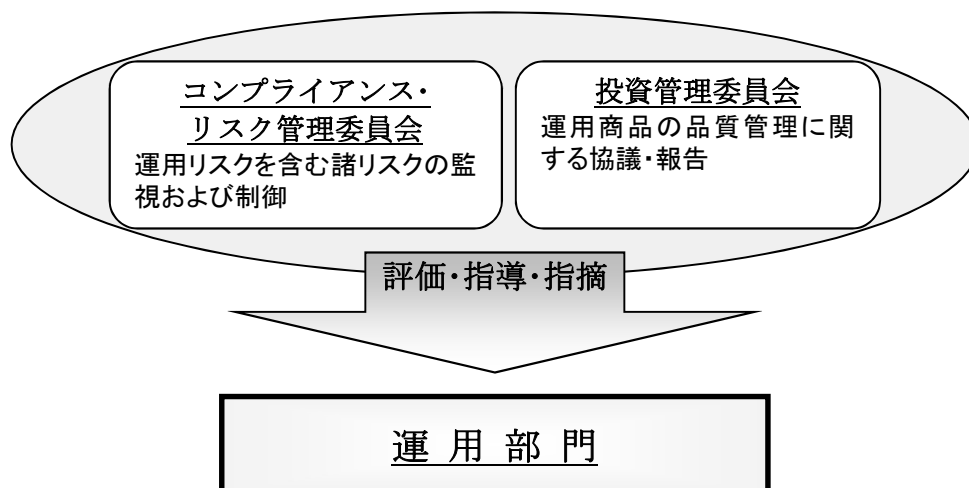 コンプライアンス・
リスク管理委員会
運用リスクを含む諸リスクの監
視および制御
投資管理委員会
運用商品の品質管理に関
する協議・報告
評価・指導・指摘
運用部門